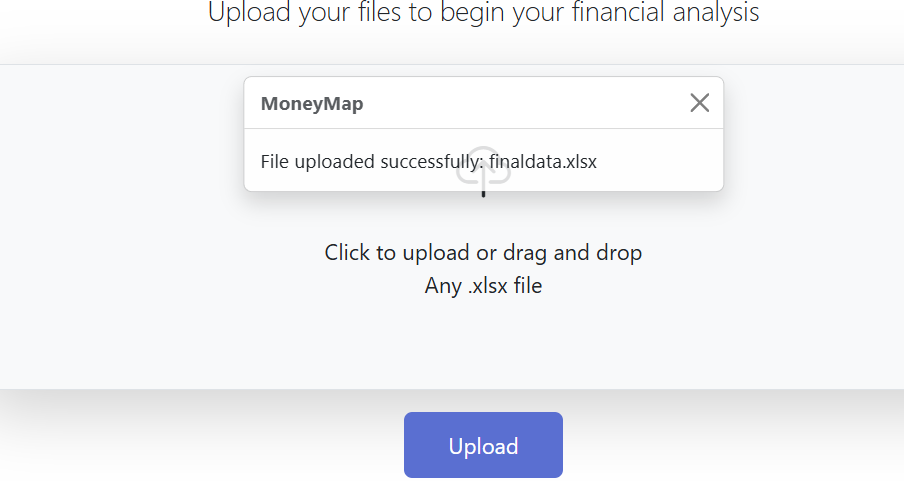 Upload your files to begin your financial analysis
MoneyMap
File uploaded successfully: finaldata.xlsx
Click to upload or drag and drop
Any .xlsx file
Upload